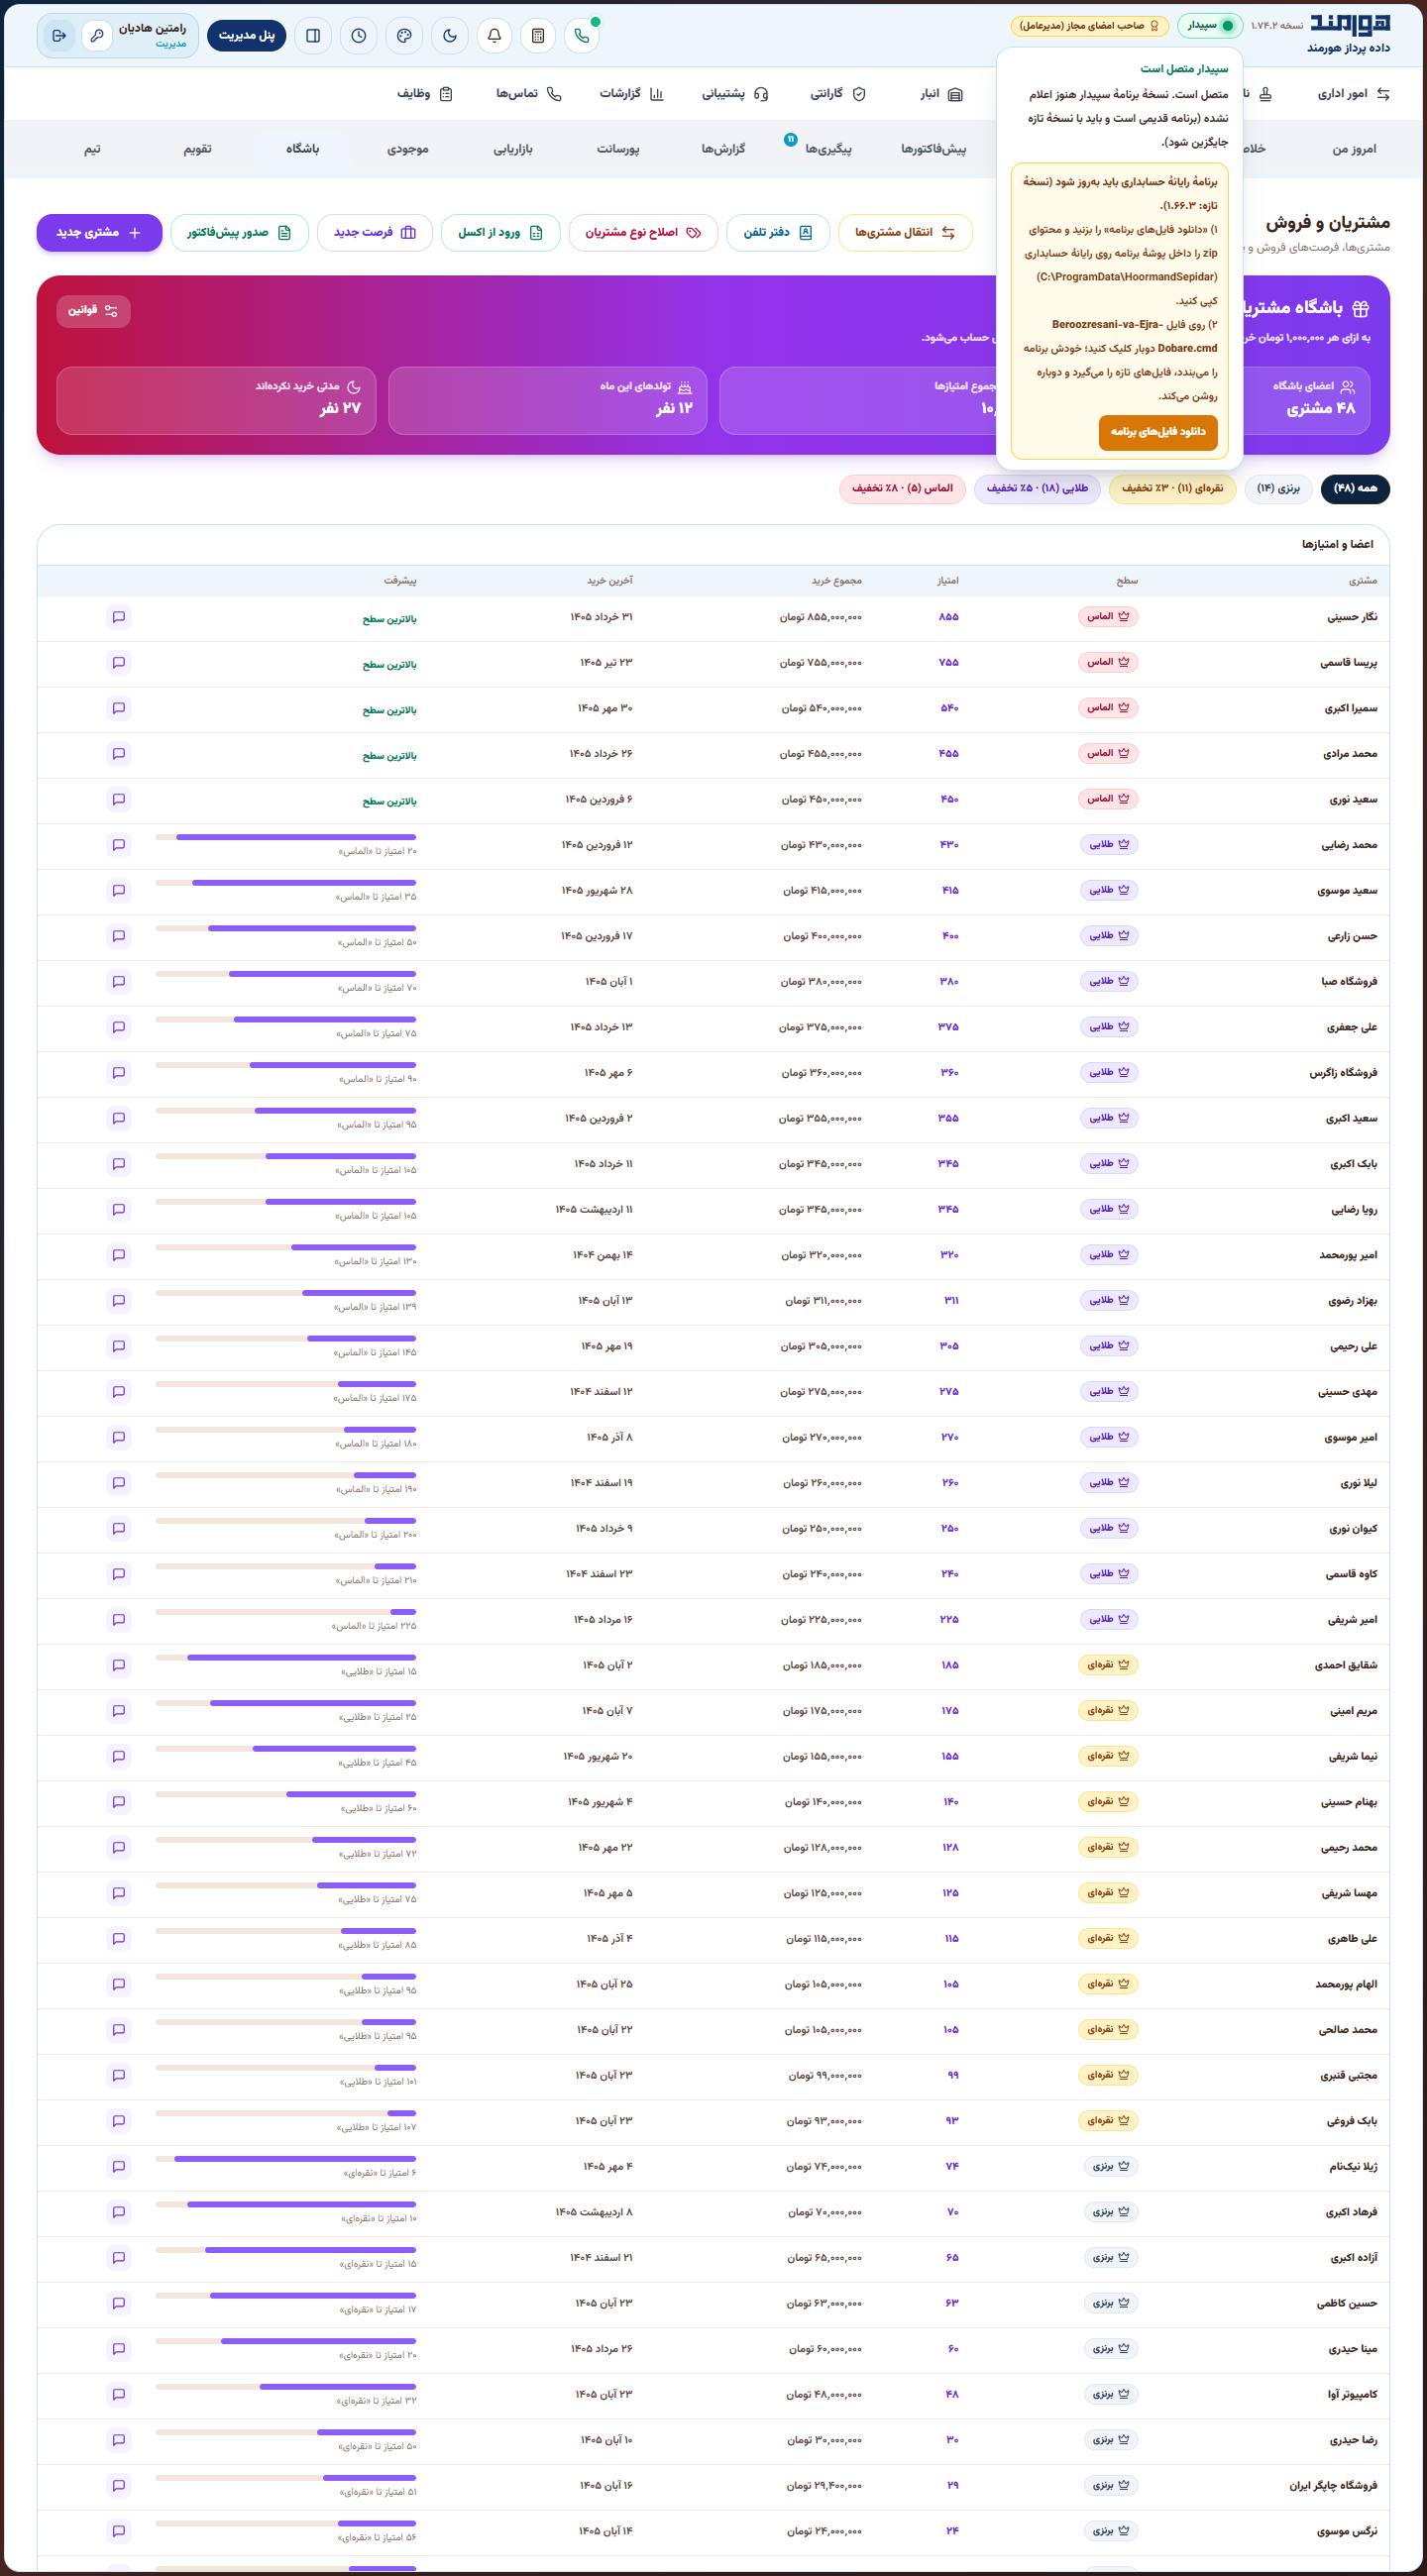 هورمند
داده پرداز هورمند
نسخه ۱.۷۴.۲
سپیدار
صاحب امضای مجاز (مدیرعامل)
پنل مدیریت
رامتین هادیان
مدیریت
امور اداری
انبار
گارانتی
پشتیبانی
گزارشات
تماس‌ها
وظایف
امروز من
پیش‌فاکتورها
پیگیری‌ها ۱۱
گزارش‌ها
پورسانت
بازاریابی
موجودی
باشگاه
تقویم
تیم
سپیدار متصل است
متصل است. نسخهٔ برنامهٔ سپیدار هنوز اعلام
نشده (برنامه قدیمی است و باید با نسخهٔ تازه
جایگزین شود).
برنامهٔ رایانهٔ حسابداری باید به‌روز شود (نسخهٔ
تازه: ۱.۶۶.۳).
۱) «دانلود فایل‌های برنامه» را بزنید و محتوای
zip را داخل پوشهٔ برنامه روی رایانهٔ حسابداری
(C:\ProgramData\HoormandSepidar)
کپی کنید.
۲) روی فایل Beroozresani-va-Ejra-
Dobare.cmd دوبار کلیک کنید؛ خودش برنامه
را می‌بندد، فایل‌های تازه را می‌گیرد و دوباره
روشن می‌کند.
دانلود فایل‌های برنامه
مشتریان و فروش
مشتری‌ها، فرصت‌های فروش و
انتقال مشتری‌ها
دفتر تلفن
اصلاح نوع مشتریان
ورود از اکسل
فرصت جدید
صدور پیش‌فاکتور
مشتری جدید
باشگاه
قوانین
به ازای هر ۱,۰۰۰,۰۰۰ تومان
حساب می‌شود.
اعضای باشگاه
۴۸ مشتری
امتیازها
تولدهای این ماه
۱۲ نفر
مدتی خرید نکرده‌اند
۲۷ نفر
همه (۴۸)
برنزی (۱۴)
نقره‌ای (۱۱) · ۳٪ تخفیف
طلایی (۱۸) · ۵٪ تخفیف
الماس (۵) · ۸٪ تخفیف
اعضا و امتیازها
مشتری سطح امتیاز مجموع خرید آخرین خرید پیشرفت
نگار حسینی الماس ۸۵۵ ۸۵۵,۰۰۰,۰۰۰ تومان ۳۱ خرداد ۱۴۰۵ بالاترین سطح
پریسا قاسمی الماس ۷۵۵ ۷۵۵,۰۰۰,۰۰۰ تومان ۲۳ تیر ۱۴۰۵ بالاترین سطح
سمیرا اکبری الماس ۵۴۰ ۵۴۰,۰۰۰,۰۰۰ تومان ۳۰ مهر ۱۴۰۵ بالاترین سطح
محمد مرادی الماس ۴۵۵ ۴۵۵,۰۰۰,۰۰۰ تومان ۲۶ خرداد ۱۴۰۵ بالاترین سطح
سعید نوری الماس ۴۵۰ ۴۵۰,۰۰۰,۰۰۰ تومان ۶ فروردین ۱۴۰۵ بالاترین سطح
محمد رضایی طلایی ۴۳۰ ۴۳۰,۰۰۰,۰۰۰ تومان ۱۲ فروردین ۱۴۰۵ ۲۰ امتیاز تا «الماس»
سعید موسوی طلایی ۴۱۵ ۴۱۵,۰۰۰,۰۰۰ تومان ۲۸ شهریور ۱۴۰۵ ۳۵ امتیاز تا «الماس»
حسن زارعی طلایی ۴۰۰ ۴۰۰,۰۰۰,۰۰۰ تومان ۱۷ فروردین ۱۴۰۵ ۵۰ امتیاز تا «الماس»
فروشگاه صبا طلایی ۳۸۰ ۳۸۰,۰۰۰,۰۰۰ تومان ۱ آبان ۱۴۰۵ ۷۰ امتیاز تا «الماس»
علی جعفری طلایی ۳۷۵ ۳۷۵,۰۰۰,۰۰۰ تومان ۱۳ خرداد ۱۴۰۵ ۷۵ امتیاز تا «الماس»
فروشگاه زاگرس طلایی ۳۶۰ ۳۶۰,۰۰۰,۰۰۰ تومان ۶ مهر ۱۴۰۵ ۹۰ امتیاز تا «الماس»
سعید اکبری طلایی ۳۵۵ ۳۵۵,۰۰۰,۰۰۰ تومان ۲ فروردین ۱۴۰۵ ۹۵ امتیاز تا «الماس»
بابک اکبری طلایی ۳۴۵ ۳۴۵,۰۰۰,۰۰۰ تومان ۱۱ خرداد ۱۴۰۵ ۱۰۵ امتیاز تا «الماس»
رویا رضایی طلایی ۳۴۵ ۳۴۵,۰۰۰,۰۰۰ تومان ۱۱ اردیبهشت ۱۴۰۵ ۱۰۵ امتیاز تا «الماس»
امیر پورمحمد طلایی ۳۲۰ ۳۲۰,۰۰۰,۰۰۰ تومان ۱۴ بهمن ۱۴۰۴ ۱۳۰ امتیاز تا «الماس»
بهزاد رضوی طلایی ۳۱۱ ۳۱۱,۰۰۰,۰۰۰ تومان ۱۳ آبان ۱۴۰۵ ۱۳۹ امتیاز تا «الماس»
علی رحیمی طلایی ۳۰۵ ۳۰۵,۰۰۰,۰۰۰ تومان ۱۹ مهر ۱۴۰۵ ۱۴۵ امتیاز تا «الماس»
مهدی حسینی طلایی ۲۷۵ ۲۷۵,۰۰۰,۰۰۰ تومان ۱۲ اسفند ۱۴۰۴ ۱۷۵ امتیاز تا «الماس»
امیر موسوی طلایی ۲۷۰ ۲۷۰,۰۰۰,۰۰۰ تومان ۸ آذر ۱۴۰۵ ۱۸۰ امتیاز تا «الماس»
لیلا نوری طلایی ۲۶۰ ۲۶۰,۰۰۰,۰۰۰ تومان ۱۹ اسفند ۱۴۰۴ ۱۹۰ امتیاز تا «الماس»
کیوان نوری طلایی ۲۵۰ ۲۵۰,۰۰۰,۰۰۰ تومان ۹ خرداد ۱۴۰۵ ۲۰۰ امتیاز تا «الماس»
کاوه قاسمی طلایی ۲۴۰ ۲۴۰,۰۰۰,۰۰۰ تومان ۲۳ اسفند ۱۴۰۴ ۲۱۰ امتیاز تا «الماس»
امیر شریفی طلایی ۲۲۵ ۲۲۵,۰۰۰,۰۰۰ تومان ۱۶ مرداد ۱۴۰۵ ۲۲۵ امتیاز تا «الماس»
شقایق احمدی نقره‌ای ۱۸۵ ۱۸۵,۰۰۰,۰۰۰ تومان ۲ آبان ۱۴۰۵ ۱۵ امتیاز تا «طلایی»
مریم امینی نقره‌ای ۱۷۵ ۱۷۵,۰۰۰,۰۰۰ تومان ۷ آبان ۱۴۰۵ ۲۵ امتیاز تا «طلایی»
نیما شریفی نقره‌ای ۱۵۵ ۱۵۵,۰۰۰,۰۰۰ تومان ۲۰ شهریور ۱۴۰۵ ۴۵ امتیاز تا «طلایی»
بهنام حسینی نقره‌ای ۱۴۰ ۱۴۰,۰۰۰,۰۰۰ تومان ۴ شهریور ۱۴۰۵ ۶۰ امتیاز تا «طلایی»
محمد رحیمی نقره‌ای ۱۲۸ ۱۲۸,۰۰۰,۰۰۰ تومان ۲۲ مهر ۱۴۰۵ ۷۲ امتیاز تا «طلایی»
مهسا شریفی نقره‌ای ۱۲۵ ۱۲۵,۰۰۰,۰۰۰ تومان ۵ مهر ۱۴۰۵ ۷۵ امتیاز تا «طلایی»
علی طاهری نقره‌ای ۱۱۵ ۱۱۵,۰۰۰,۰۰۰ تومان ۴ آذر ۱۴۰۵ ۸۵ امتیاز تا «طلایی»
الهام پورمحمد نقره‌ای ۱۰۵ ۱۰۵,۰۰۰,۰۰۰ تومان ۲۵ آبان ۱۴۰۵ ۹۵ امتیاز تا «طلایی»
محمد صالحی نقره‌ای ۱۰۵ ۱۰۵,۰۰۰,۰۰۰ تومان ۲۲ آبان ۱۴۰۵ ۹۵ امتیاز تا «طلایی»
مجتبی قنبری نقره‌ای ۹۹ ۹۹,۰۰۰,۰۰۰ تومان ۲۳ آبان ۱۴۰۵ ۱۰۱ امتیاز تا «طلایی»
بابک فروغی نقره‌ای ۹۳ ۹۳,۰۰۰,۰۰۰ تومان ۲۳ آبان ۱۴۰۵ ۱۰۷ امتیاز تا «طلایی»
ژیلا نیک‌نام برنزی ۷۴ ۷۴,۰۰۰,۰۰۰ تومان ۴ مهر ۱۴۰۵ ۶ امتیاز تا «نقره‌ای»
فرهاد اکبری برنزی ۷۰ ۷۰,۰۰۰,۰۰۰ تومان ۸ اردیبهشت ۱۴۰۵ ۱۰ امتیاز تا «نقره‌ای»
آزاده اکبری برنزی ۶۵ ۶۵,۰۰۰,۰۰۰ تومان ۲۱ اسفند ۱۴۰۴ ۱۵ امتیاز تا «نقره‌ای»
حسین کاظمی برنزی ۶۳ ۶۳,۰۰۰,۰۰۰ تومان ۲۳ آبان ۱۴۰۵ ۱۷ امتیاز تا «نقره‌ای»
مینا حیدری برنزی ۶۰ ۶۰,۰۰۰,۰۰۰ تومان ۲۶ مرداد ۱۴۰۵ ۲۰ امتیاز تا «نقره‌ای»
کامپیوتر آوا برنزی ۴۸ ۴۸,۰۰۰,۰۰۰ تومان ۲۳ آبان ۱۴۰۵ ۳۲ امتیاز تا «نقره‌ای»
رضا حیدری برنزی ۳۰ ۳۰,۰۰۰,۰۰۰ تومان ۱۰ آبان ۱۴۰۵ ۵۰ امتیاز تا «نقره‌ای»
فروشگاه چاپگر ایران برنزی ۲۹ ۲۹,۴۰۰,۰۰۰ تومان ۱۶ آبان ۱۴۰۵ ۵۱ امتیاز تا «نقره‌ای»
نرگس موسوی برنزی ۲۴ ۲۴,۰۰۰,۰۰۰ تومان ۱۴ آبان ۱۴۰۵ ۵۶ امتیاز تا «نقره‌ای»